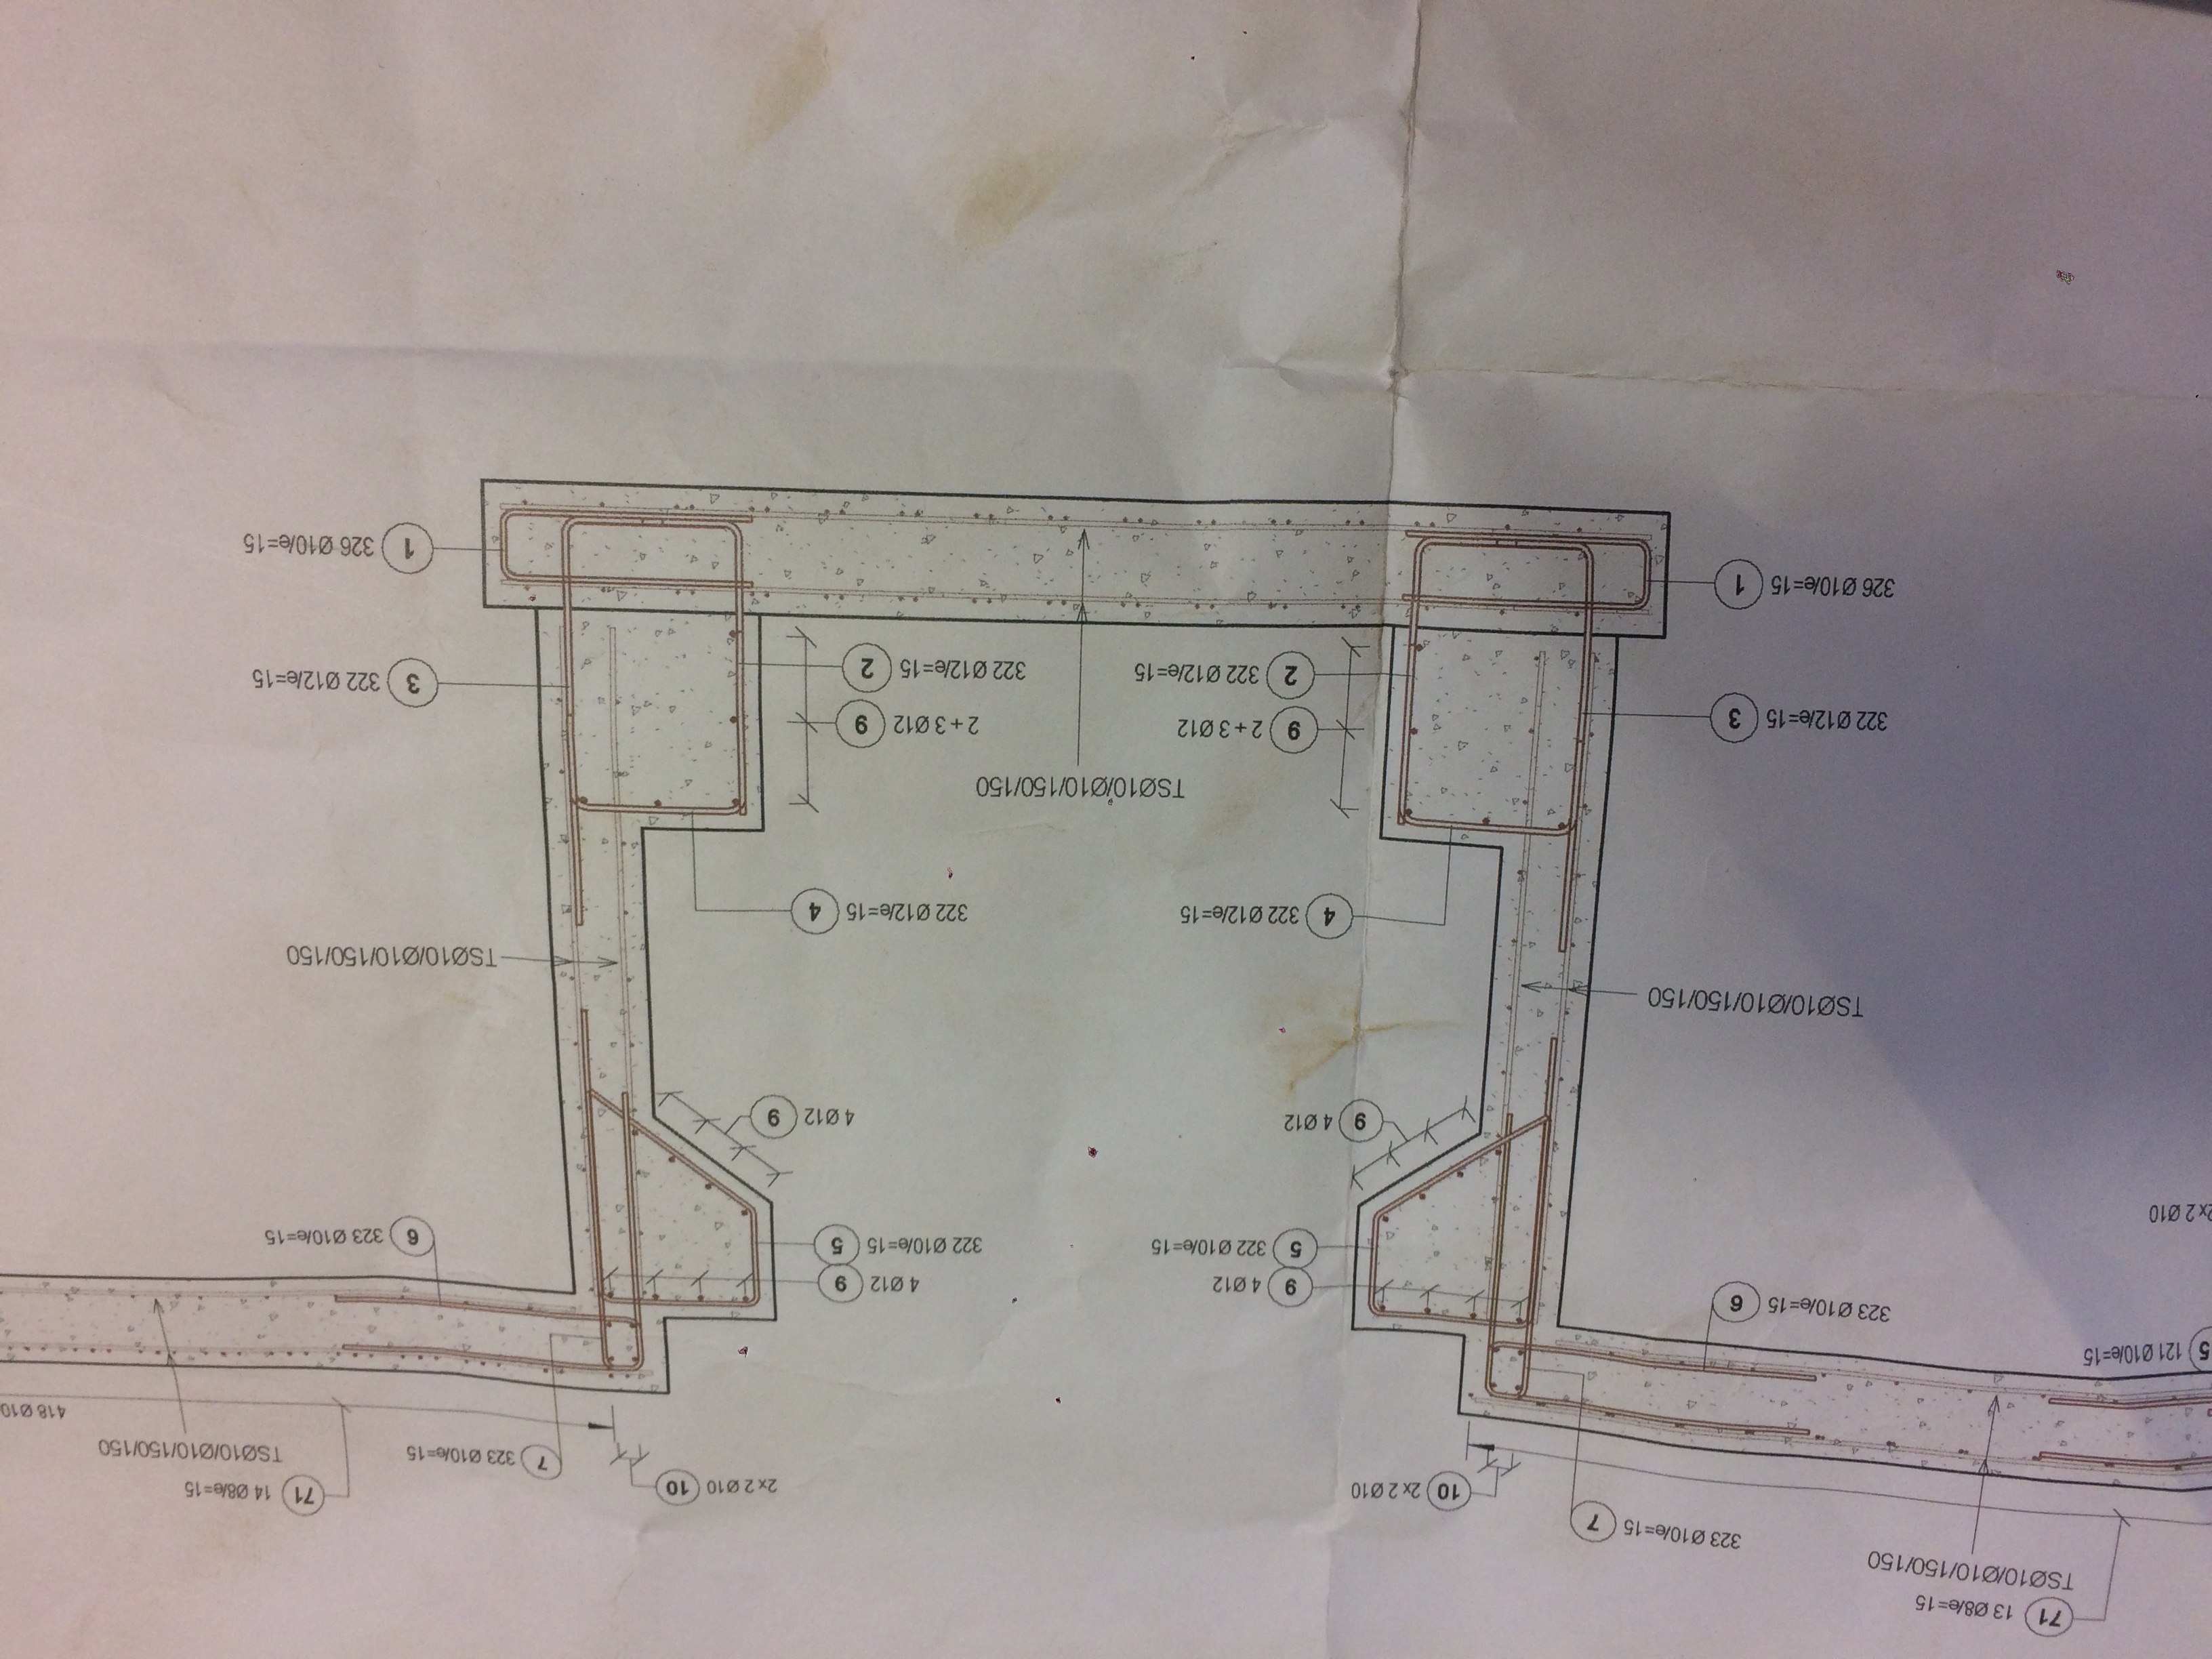 71 13 Ø8/e=15
TSØ10/Ø10/150/150
323 Ø10/e=15 7
10 2x 2 Ø10
2x 2 Ø10 10
7 323 Ø10/e=15
71 14 Ø8/e=15
TSØ10/Ø10/150/150
418 Ø10
5 121 Ø10/e=15
323 Ø10/e=15 6
9 4 Ø12
5 322 Ø10/e=15
4 Ø12 9
322 Ø10/e=15 5
6 323 Ø10/e=15
2x 2 Ø10
9 4 Ø12
4 Ø12 9
TSØ10/Ø10/150/150
TSØ10/Ø10/150/150
4 322 Ø12/e=15
322 Ø12/e=15 4
TSØ10/Ø10/150/150
322 Ø12/e=15 3
9 2 + 3 Ø12
2 322 Ø12/e=15
2 + 3 Ø12 9
322 Ø12/e=15 2
3 322 Ø12/e=15
326 Ø10/e=15 1
1 326 Ø10/e=15